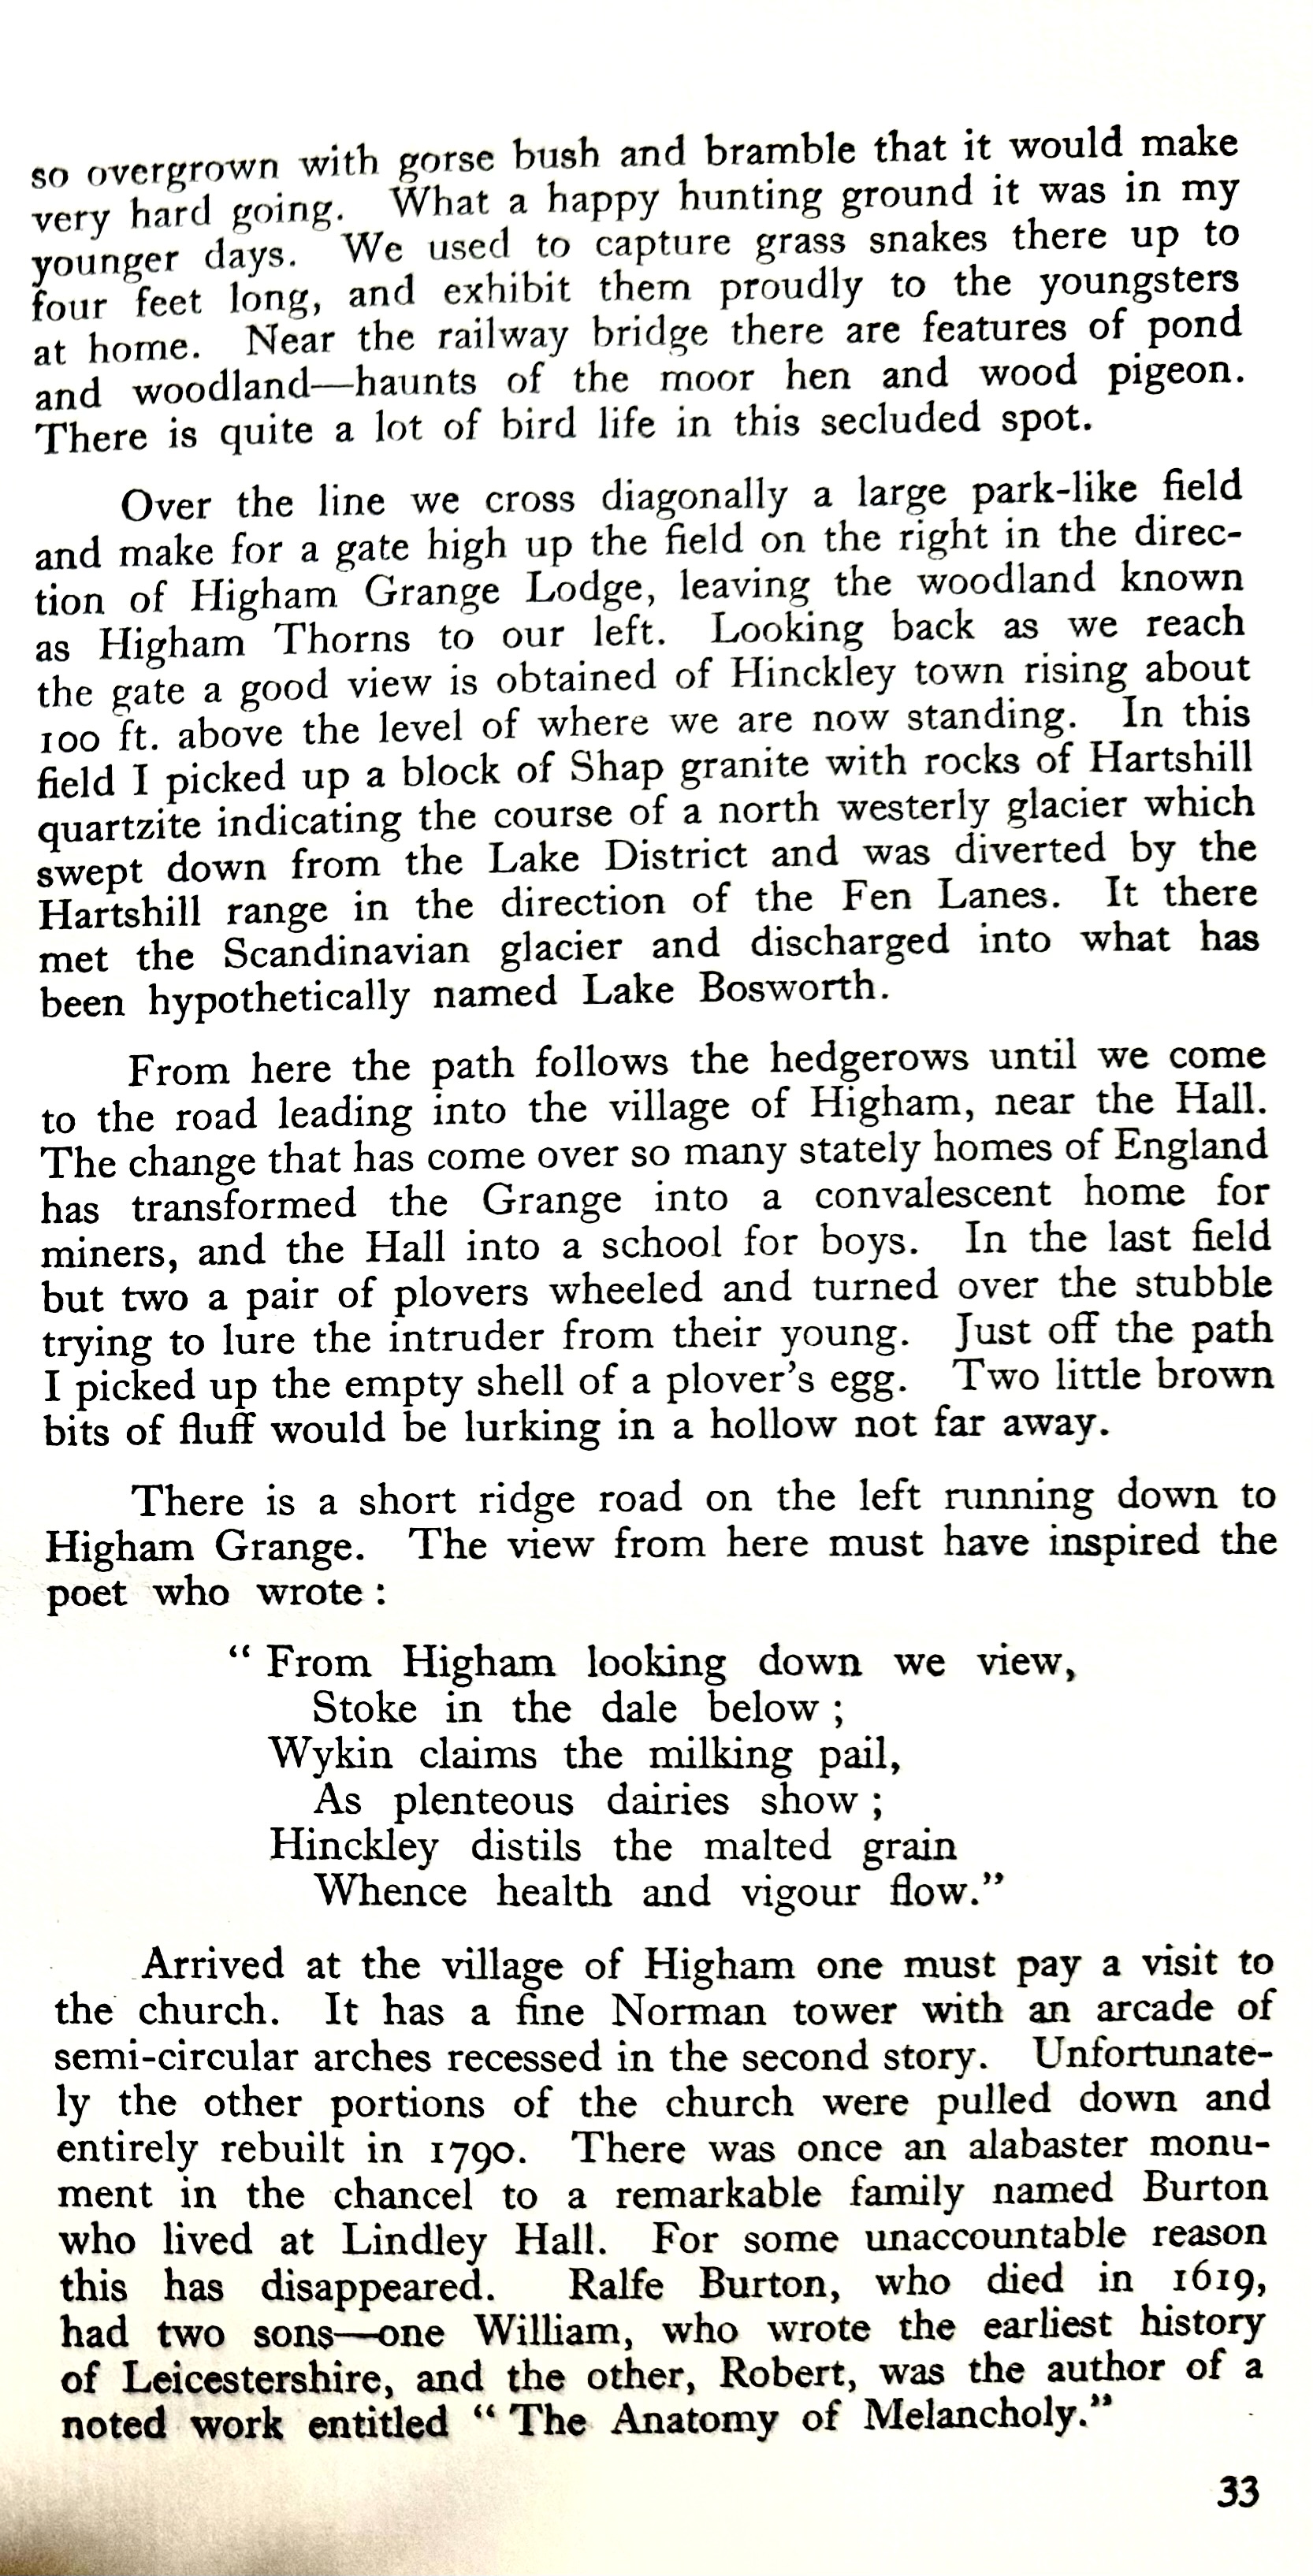 so overgrown with gorse bush and bramble that it would make
very hard going. What a happy hunting ground it was in my
younger days. We used to capture grass snakes there up to
four feet long, and exhibit them proudly to the youngsters
at home. Near the railway bridge there are features of pond
and woodland—haunts of the moor hen and wood pigeon.
There is quite a lot of bird life in this secluded spot.
Over the line we cross diagonally a large park-like field
and make for a gate high up the field on the right in the direc-
tion of Higham Grange Lodge, leaving the woodland known
as Higham Thorns to our left. Looking back as we reach
the gate a good view is obtained of Hinckley town rising about
100 ft. above the level of where we are now standing. In this
field I picked up a block of Shap granite with rocks of Hartshill
quartzite indicating the course of a north westerly glacier which
swept down from the Lake District and was diverted by the
Hartshill range in the direction of the Fen Lanes. It there
met the Scandinavian glacier and discharged into what has
been hypothetically named Lake Bosworth.
From here the path follows the hedgerows until we come
to the road leading into the village of Higham, near the Hall.
The change that has come over so many stately homes of England
has transformed the Grange into a convalescent home for
miners, and the Hall into a school for boys. In the last field
but two a pair of plovers wheeled and turned over the stubble
trying to lure the intruder from their young. Just off the path
I picked up the empty shell of a plover's egg. Two little brown
bits of fluff would be lurking in a hollow not far away.
There is a short ridge road on the left running down to
Higham Grange. The view from here must have inspired the
poet who wrote :
“ From Higham looking down we view,
Stoke in the dale below ;
Wykin claims the milking pail,
As plenteous dairies show ;
Hinckley distils the malted grain
Whence health and vigour flow.”
Arrived at the village of Higham one must pay a visit to
the church. It has a fine Norman tower with an arcade of
semi-circular arches recessed in the second story. Unfortunate-
ly the other portions of the church were pulled down and
entirely rebuilt in 1790. There was once an alabaster monu-
ment in the chancel to a remarkable family named Burton
who lived at Lindley Hall. For some unaccountable reason
this has disappeared. Ralfe Burton, who died in 1619,
had two sons—one William, who wrote the earliest history
of Leicestershire, and the other, Robert, was the author of a
noted work entitled “ The Anatomy of Melancholy.”
33